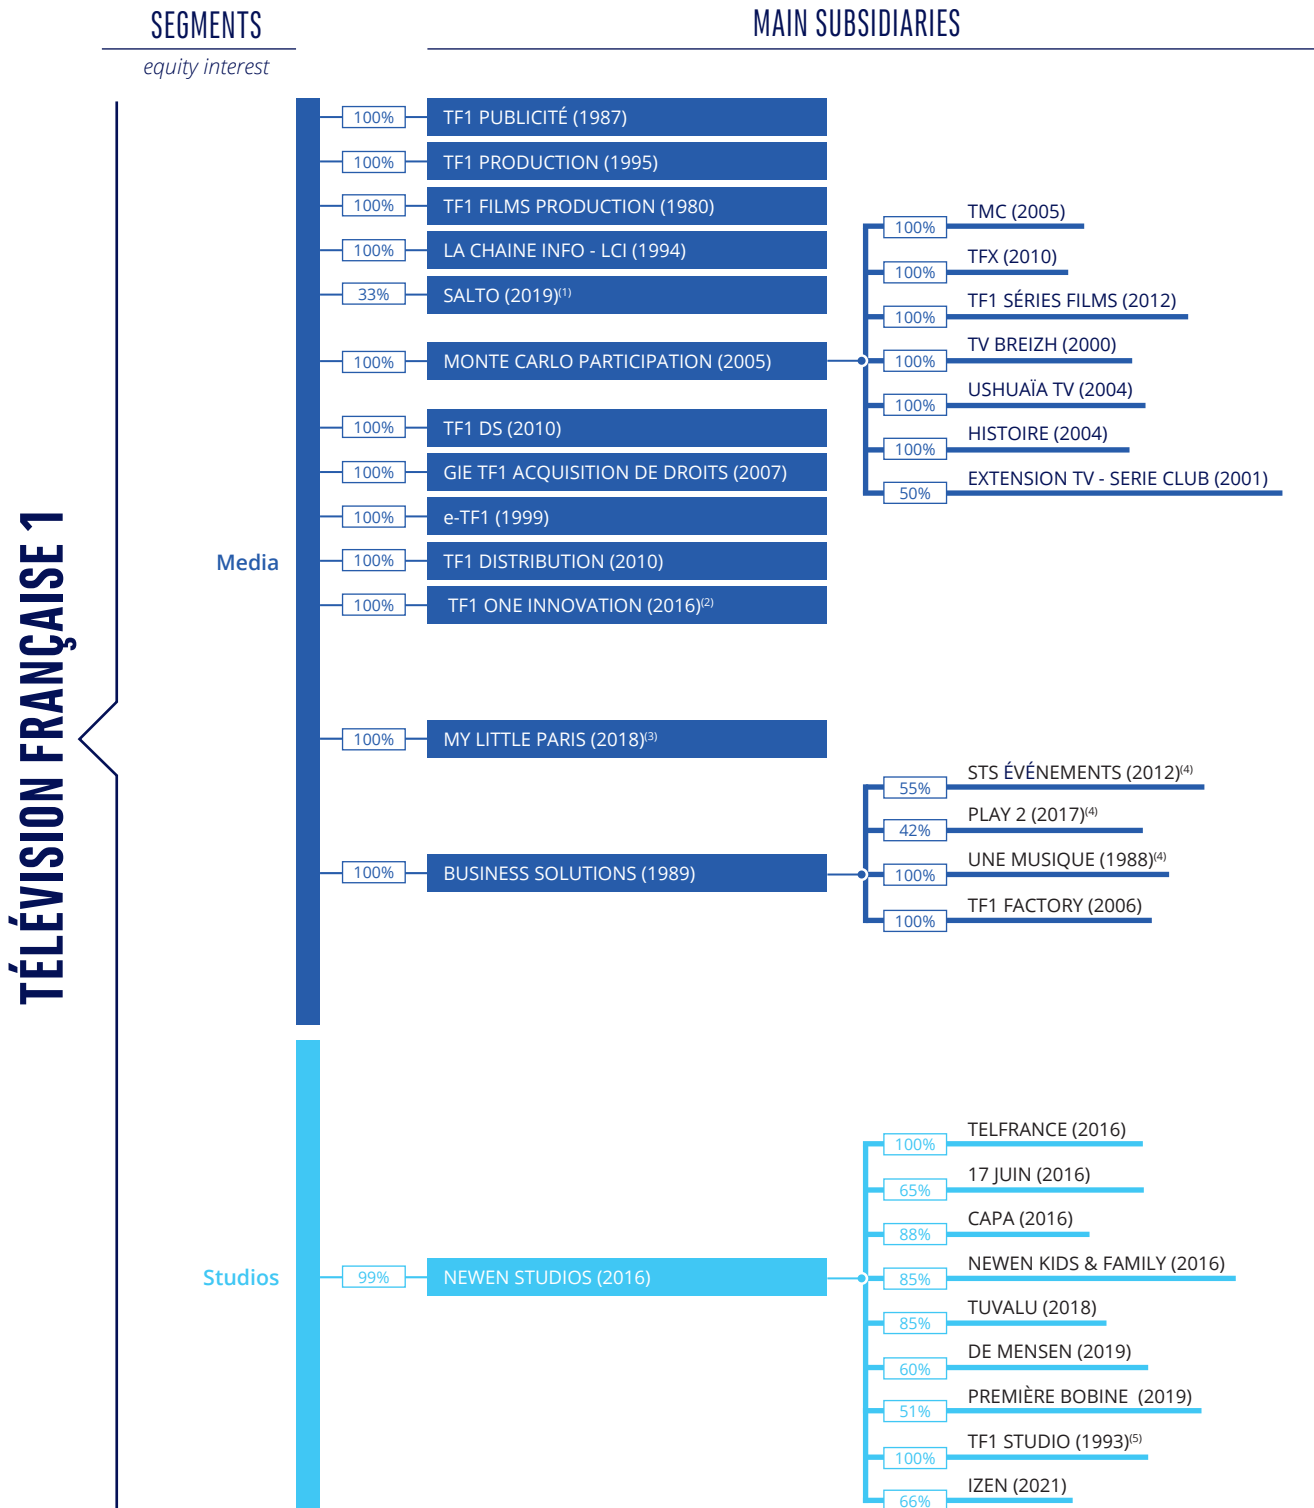 SEGMENTS
MAIN SUBSIDIARIES
equity interest
TÉLÉVISION FRANÇAISE 1
Media
100% TF1 PUBLICITÉ (1987)
100% TF1 PRODUCTION (1995)
100% TF1 FILMS PRODUCTION (1980)
100% LA CHAINE INFO - LCI (1994)
33% SALTO (2019)(1)
100% MONTE CARLO PARTICIPATION (2005)
100% TMC (2005)
100% TFX (2010)
100% TF1 SÉRIES FILMS (2012)
100% TV BREIZH (2000)
100% USHUAÏA TV (2004)
100% HISTOIRE (2004)
50% EXTENSION TV - SERIE CLUB (2001)
100% TF1 DS (2010)
100% GIE TF1 ACQUISITION DE DROITS (2007)
100% e-TF1 (1999)
100% TF1 DISTRIBUTION (2010)
100% TF1 ONE INNOVATION (2016)(2)
100% MY LITTLE PARIS (2018)(3)
100% BUSINESS SOLUTIONS (1989)
55% STS ÉVÉNEMENTS (2012)(4)
42% PLAY 2 (2017)(4)
100% UNE MUSIQUE (1988)(4)
100% TF1 FACTORY (2006)
Studios
99% NEWEN STUDIOS (2016)
100% TELFRANCE (2016)
65% 17 JUIN (2016)
88% CAPA (2016)
85% NEWEN KIDS & FAMILY (2016)
85% TUVALU (2018)
60% DE MENSEN (2019)
51% PREMIÈRE BOBINE (2019)
100% TF1 STUDIO (1993)(5)
66% IZEN (2021)